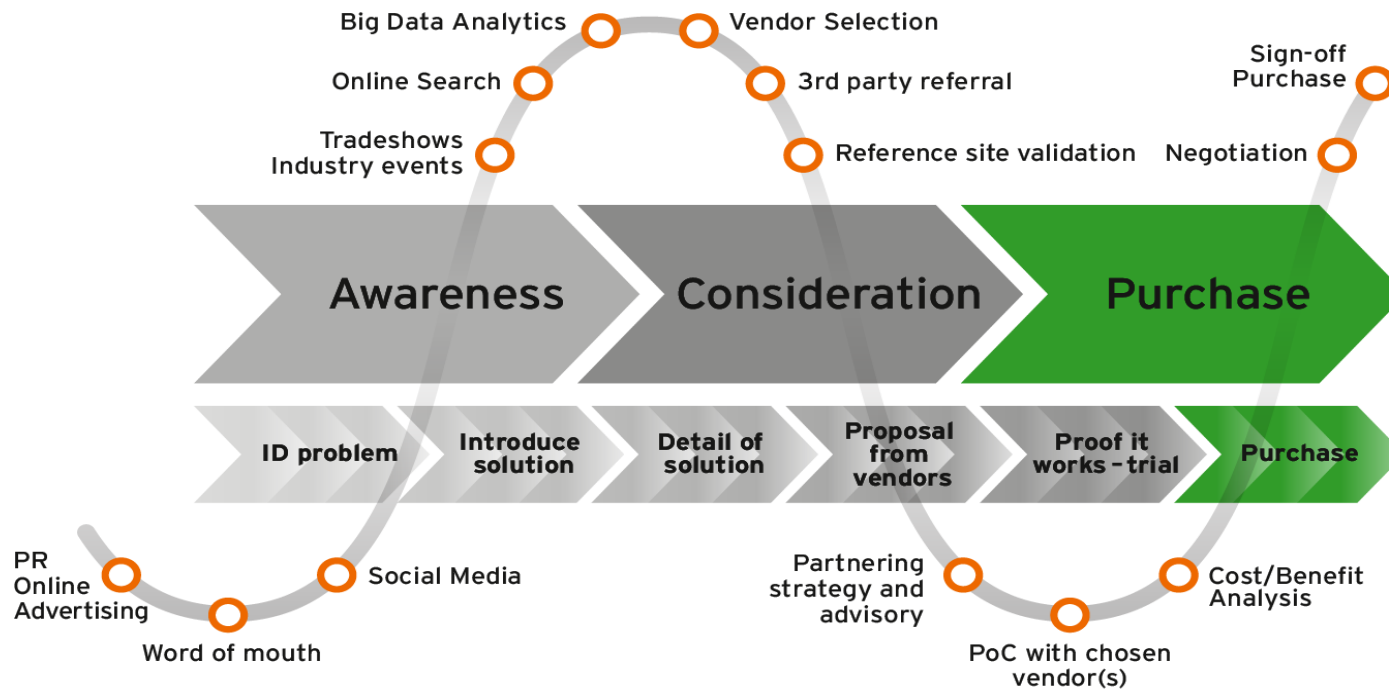 Big Data Analytics
Vendor Selection
Online Search
3rd party referral
Tradeshows
Industry events
Reference site validation
Negotiation
Sign-off
Purchase
Awareness
Consideration
Purchase
ID problem
Introduce
solution
Detail of
solution
Proposal
from
vendors
Proof it
works – trial
Purchase
PR
Online
Advertising
Word of mouth
Social Media
Partnering
strategy and
advisory
PoC with chosen
vendor(s)
Cost/Benefit
Analysis